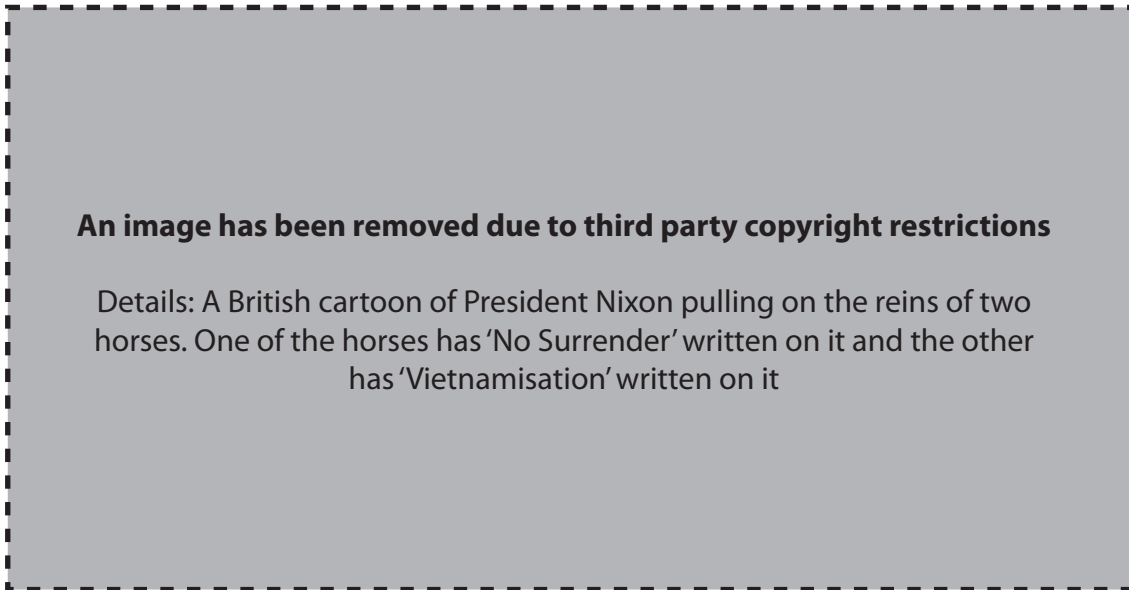 An image has been removed due to third party copyright restrictions
Details: A British cartoon of President Nixon pulling on the reins of two
horses. One of the horses has ‘No Surrender’ written on it and the other
has ‘Vietnamisation’ written on it